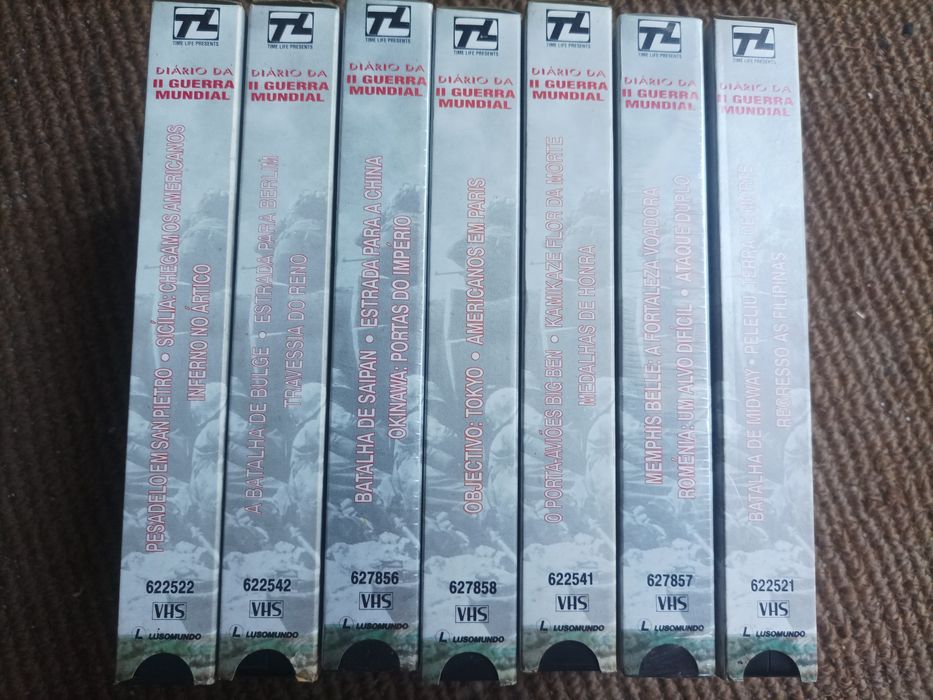 TL
TIME LIFE PRESENTS
DIÁRIO DA
II GUERRA
MUNDIAL
PESADELO EM SAN PIETRO • SICÍLIA: CHEGAM OS AMERICANOS
INFERNO NO ÁRTICO
622522
VHS
L LUSOMUNDO
TL
TIME LIFE PRESENTS
DIÁRIO DA
II GUERRA
MUNDIAL
A BATALHA DE BULGE • ESTRADA PARA BERLIM
TRAVESSIA DO RENO
622542
VHS
L LUSOMUNDO
TL
TIME LIFE PRESENTS
DIÁRIO DA
II GUERRA
MUNDIAL
BATALHA DE SAIPAN • ESTRADA PARA A CHINA
OKINAWA: PORTAS DO IMPÉRIO
627856
VHS
L LUSOMUNDO
TL
TIME LIFE PRESENTS
DIÁRIO DA
II GUERRA
MUNDIAL
OBJECTIVO: TOKYO • AMERICANOS EM PARIS
627858
VHS
L LUSOMUNDO
TL
TIME LIFE PRESENTS
DIÁRIO DA
II GUERRA
MUNDIAL
O PORTA-AVIÕES BIG BEN • KAMIKAZE FLOR DA MORTE
MEDALHAS DE HONRA
622541
VHS
L LUSOMUNDO
TL
TIME LIFE PRESENTS
DIÁRIO DA
II GUERRA
MUNDIAL
MEMPHIS BELLE: A FORTALEZA VOADORA
ROMÉNIA: UM ALVO DIFÍCIL • ATAQUE DUPLO
627857
VHS
L LUSOMUNDO
TL
TIME LIFE PRESENTS
DIÁRIO DA
II GUERRA
MUNDIAL
BATALHA DE MIDWAY • PELELIU TERRA DE
REGRESSO ÀS FILIPINAS
622521
VHS
L LUSOMUNDO